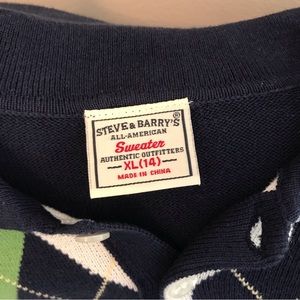 STEVE & BARRY'S®
ALL-AMERICAN
Sweater
AUTHENTIC OUTFITTERS
XL(14)
MADE IN CHINA